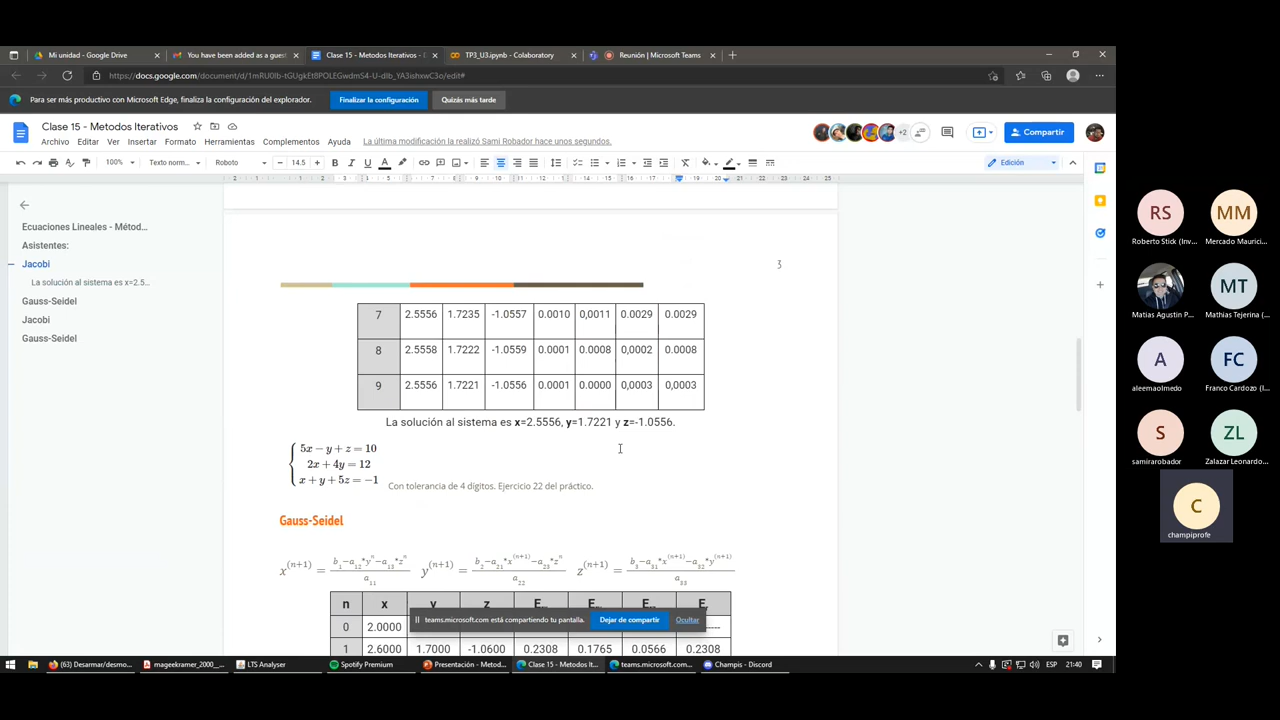 Mi unidad - Google Drive
You have been added as a gues
Clase 15 - Metodos Iterativos -
TP3_U3.ipynb - Colaboratory
Reunión | Microsoft Teams
Para ser más productivo con Microsoft Edge, finaliza la configuración del explorador.
Finalizar la configuración
Quizás más tarde
Clase 15 - Metodos Iterativos
Archivo Editar Ver Insertar Formato Herramientas Complementos Ayuda
La última modificación la realizó Sami Robador hace unos segundos.
+2
Compartir
100% Texto norm... Roboto 14.5
Edición
Ecuaciones Lineales - Métod...
Asistentes:
Jacobi
La solución al sistema es x=2.5...
Gauss-Seidel
Jacobi
Gauss-Seidel
3
7 2.5556 1.7235 -1.0557 0.0010 0,0011 0.0029 0.0029
8 2.5558 1.7222 -1.0559 0.0001 0.0008 0,0002 0.0008
9 2.5556 1.7221 -1.0556 0.0001 0.0000 0,0003 0,0003
La solución al sistema es x=2.5556, y=1.7221 y z=-1.0556.
5x − y + z = 10
2x + 4y = 12
x + y + 5z = −1
Con tolerancia de 4 dígitos. Ejercicio 22 del práctico.
Gauss-Seidel
n x y z
0 2.0000
1 2.6000 1.7000 -1.0600 0.2308 0.1765 0.0566 0.2308
teams.microsoft.com está compartiendo tu pantalla.
Dejar de compartir
Ocultar
(63) Desarmar/desmo...
mageekramer_2000_...
LTS Analyser
Spotify Premium
Presentación - Metod...
Clase 15 - Metodos It...
teams.microsoft.com...
Champis - Discord
ESP 21:40
RS
Roberto Stick (Inv...
MM
Mercado Maurici...
Matias Agustin P...
MT
Mathias Tejerina (...
A
aleemaolmedo
FC
Franco Cardozo (I...
S
samirarobador
ZL
Zalazar Leonardo...
C
champiprofe